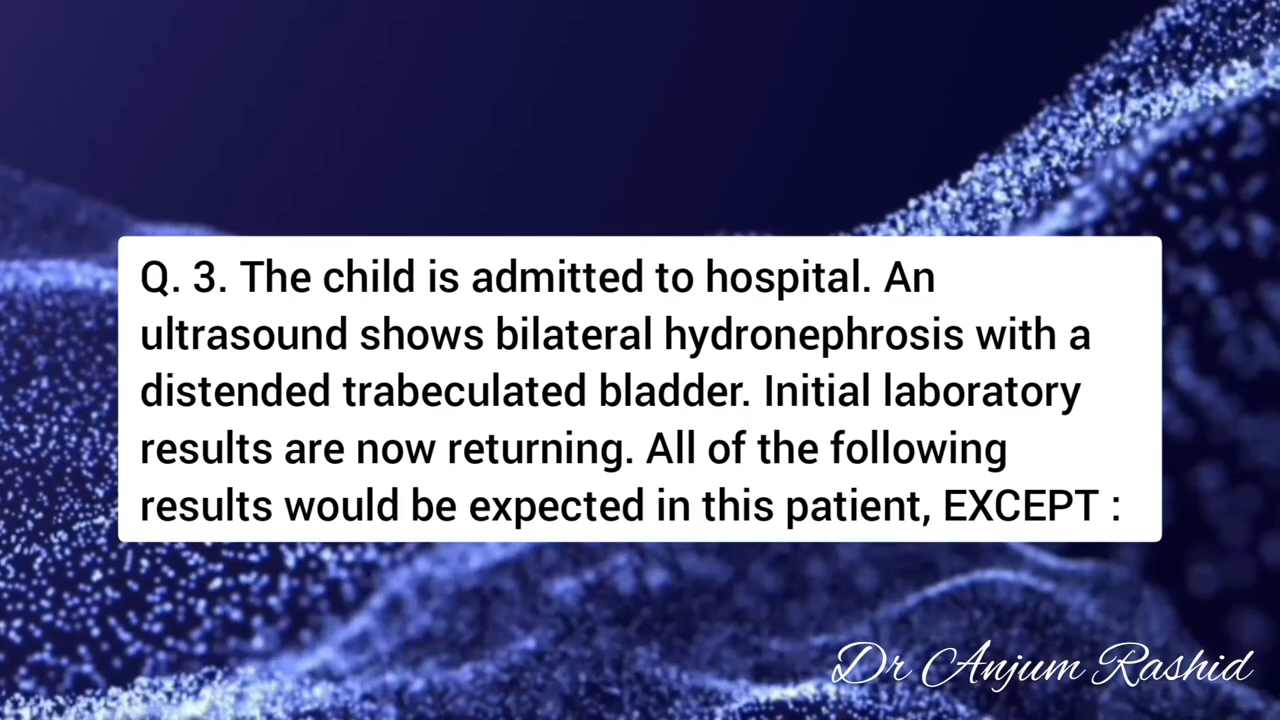 Q. 3. The child is admitted to hospital. An
ultrasound shows bilateral hydronephrosis with a
distended trabeculated bladder. Initial laboratory
results are now returning. All of the following
results would be expected in this patient, EXCEPT :
Dr Anjum Rashid